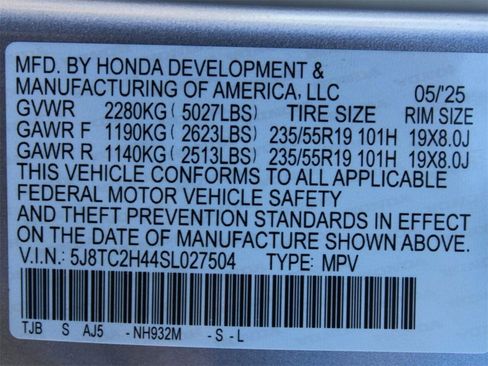 MFD. BY HONDA DEVELOPMENT &
MANUFACTURING OF AMERICA, LLC 05/'25
GVWR 2280KG ( 5027LBS) TIRE SIZE RIM SIZE
GAWR F 1190KG ( 2623LBS) 235/55R19 101H 19X8.0J
GAWR R 1140KG ( 2513LBS) 235/55R19 101H 19X8.0J
THIS VEHICLE CONFORMS TO ALL APPLICABLE
FEDERAL MOTOR VEHICLE SAFETY
AND THEFT PREVENTION STANDARDS IN EFFECT
ON THE DATE OF MANUFACTURE SHOWN ABOVE.
V.I.N.: 5J8TC2H44SL027504 TYPE: MPV
TJB S AJ5 - NH932M - S - L